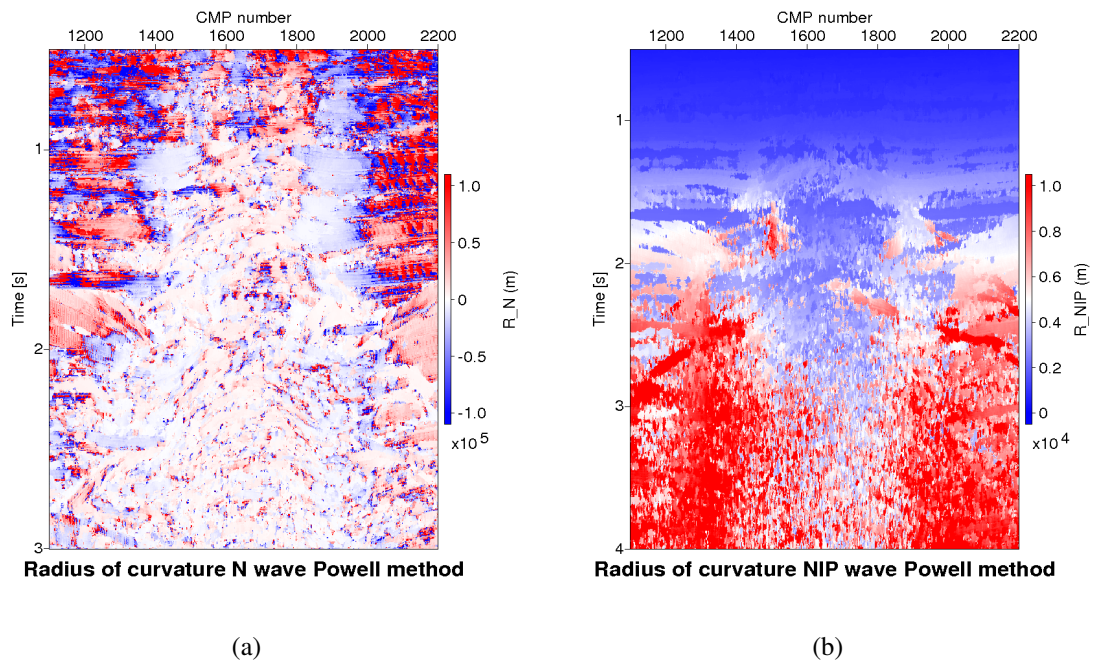 CMP number
1200 1400 1600 1800 2000 2200
Time [s]
1
2
3
1.0
0.5
0
-0.5
-1.0
x10^5
R_N (m)
Radius of curvature N wave Powell method
(a)
CMP number
1200 1400 1600 1800 2000 2200
Time [s]
1
2
3
4
1.0
0.8
0.6
0.4
0.2
0
x10^4
R_NIP (m)
Radius of curvature NIP wave Powell method
(b)